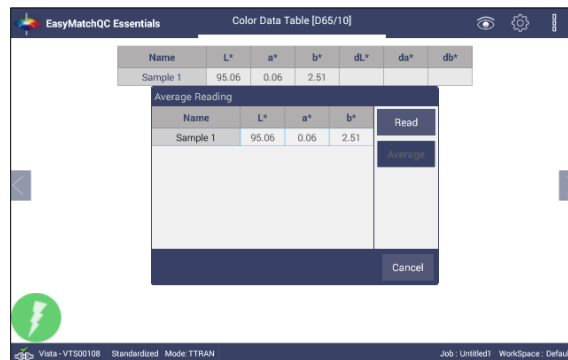 EasyMatchQC Essentials
Color Data Table [D65/10]
Name L* a* b* dL* da* db*
Sample 1 95.06 0.06 2.51
Average Reading
Name L* a* b*
Sample 1 95.06 0.06 2.51
Read
Average
Cancel
Vista - VTS00108 Standardized Mode: TTRAN Job : Untitled1 WorkSpace : Defau